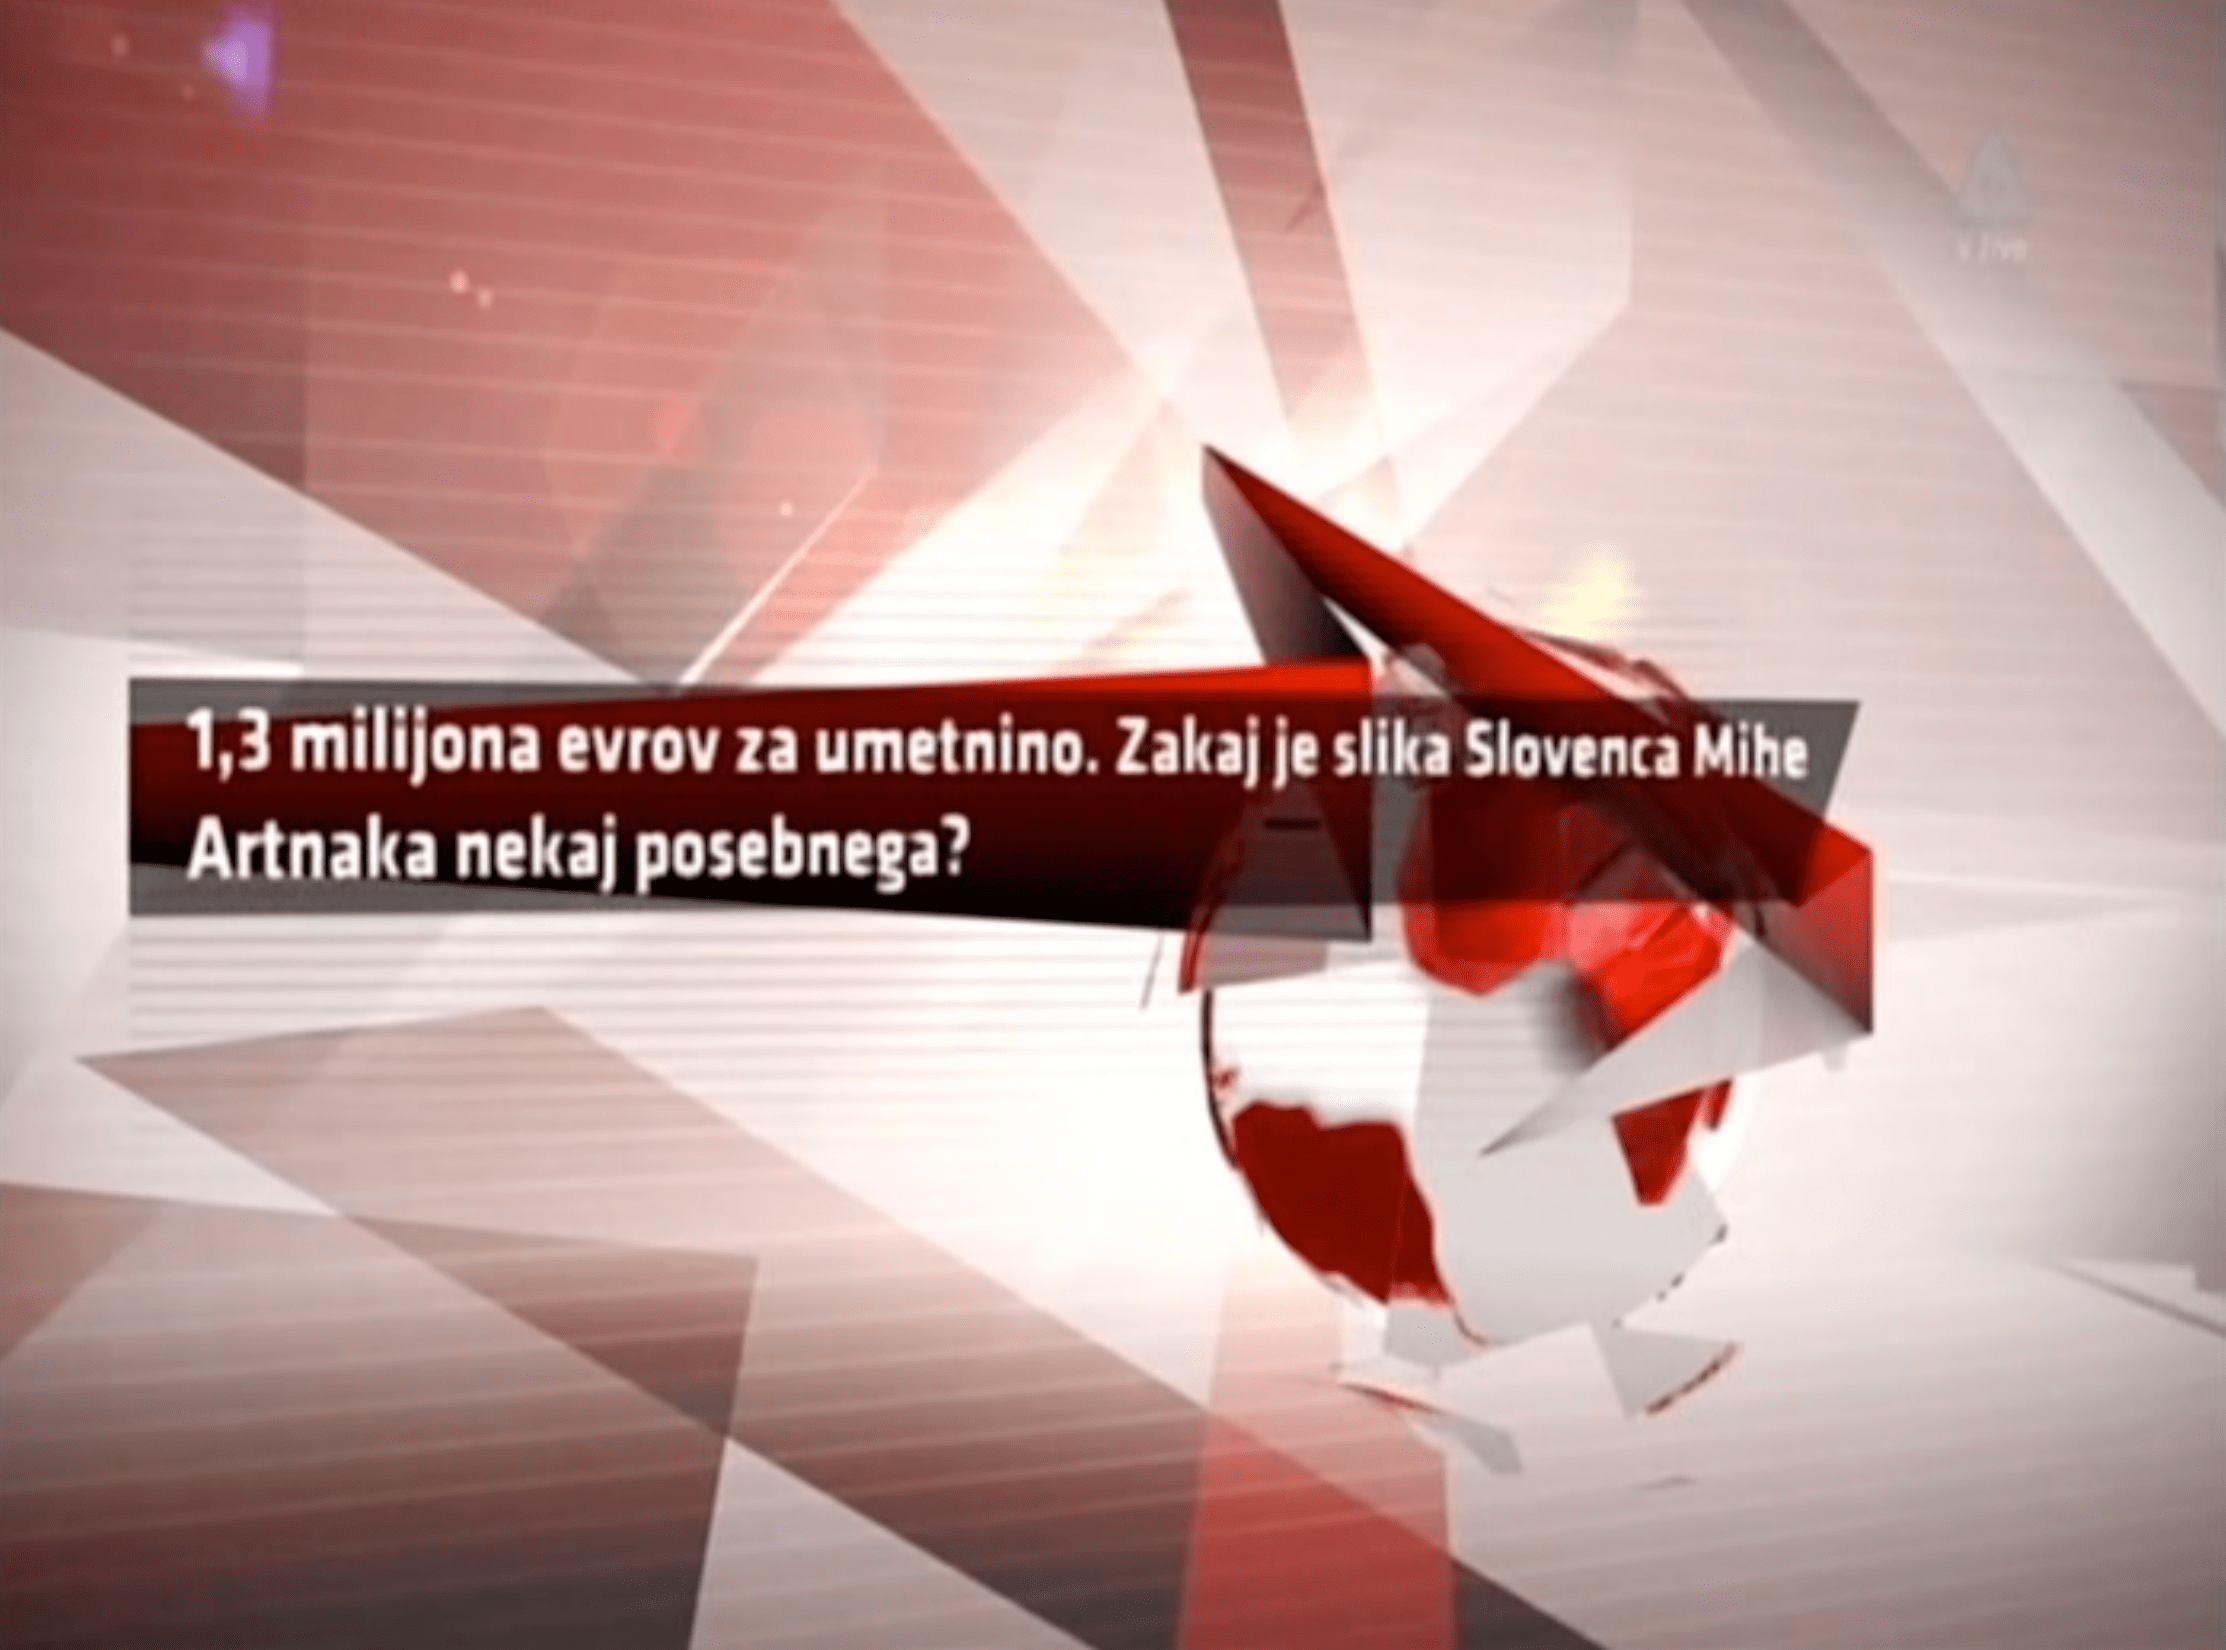 1,3 milijona evrov za umetnino. Zakaj je slika Slovenca Mihe
Artnaka nekaj posebnega?